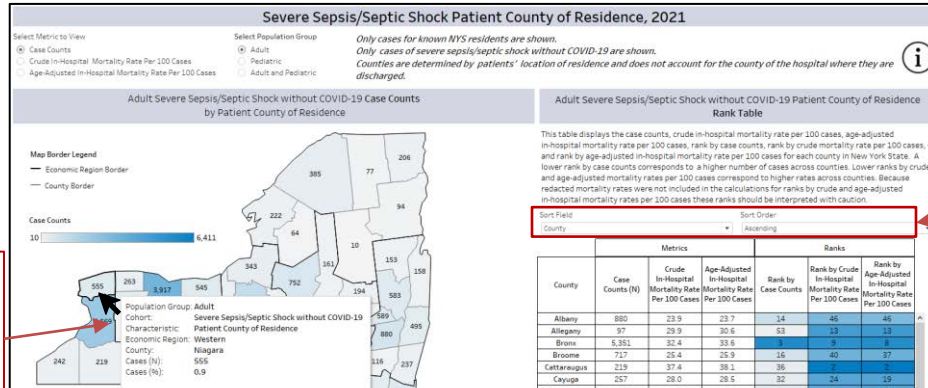 Severe Sepsis/Septic Shock Patient County of Residence, 2021
Select Metric to View
Case Counts
Crude In-Hospital Mortality Rate Per 100 Cases
Age-Adjusted In-Hospital Mortality Rate Per 100 Cases
Select Population Group
Adult
Pediatric
Adult and Pediatric
Only cases for known NYS residents are shown.
Only cases of severe sepsis/septic shock without COVID-19 are shown.
Counties are determined by patients' location of residence and does not account for the county of the hospital where they are
discharged.
i
Adult Severe Sepsis/Septic Shock without COVID-19 Case Counts
by Patient County of Residence
Map Border Legend
Economic Region Border
County Border
Case Counts
10 6,411
206
385
77
94
222
64
10
153
158
343
161
752
194
583
263
555
3,917
545
589
495
880
242
219
116
237
Population Group: Adult
Cohort: Severe Sepsis/Septic Shock without COVID-19
Characteristic: Patient County of Residence
Economic Region: Western
County: Niagara
Cases (N): 555
Cases (%): 0.9
Adult Severe Sepsis/Septic Shock without COVID-19 Patient County of Residence
Rank Table
This table displays the case counts, crude in-hospital mortality rate per 100 cases, age-adjusted
in-hospital mortality rate per 100 cases, rank by case counts, rank by crude mortality rate per 100 cases,
and rank by age-adjusted in-hospital mortality rate per 100 cases for each county in New York State. A
lower rank by case counts corresponds to a higher number of cases across counties. Lower ranks by crude
and age-adjusted mortality rates per 100 cases correspond to higher rates across counties. Because
redacted mortality rates were not included in the calculations for ranks by crude and age-adjusted
in-hospital mortality rates per 100 cases these ranks should be interpreted with caution.
Sort Field
County
Sort Order
Ascending
Metrics Ranks
County
Case Counts (N)
Crude In-Hospital Mortality Rate Per 100 Cases
Age-Adjusted In-Hospital Mortality Rate Per 100 Cases
Rank by Case Counts
Rank by Crude In-Hospital Mortality Rate Per 100 Cases
Rank by Age-Adjusted In-Hospital Mortality Rate Per 100 Cases
Albany 880 23.9 23.7 14 46 46
Allegany 97 29.9 30.6 53 13 13
Bronx 5,351 32.4 33.6 3 9 8
Broome 717 25.4 25.9 16 40 37
Cattaraugus 219 37.4 38.1 36 2 2
Cayuga 257 28.0 28.5 32 24 19